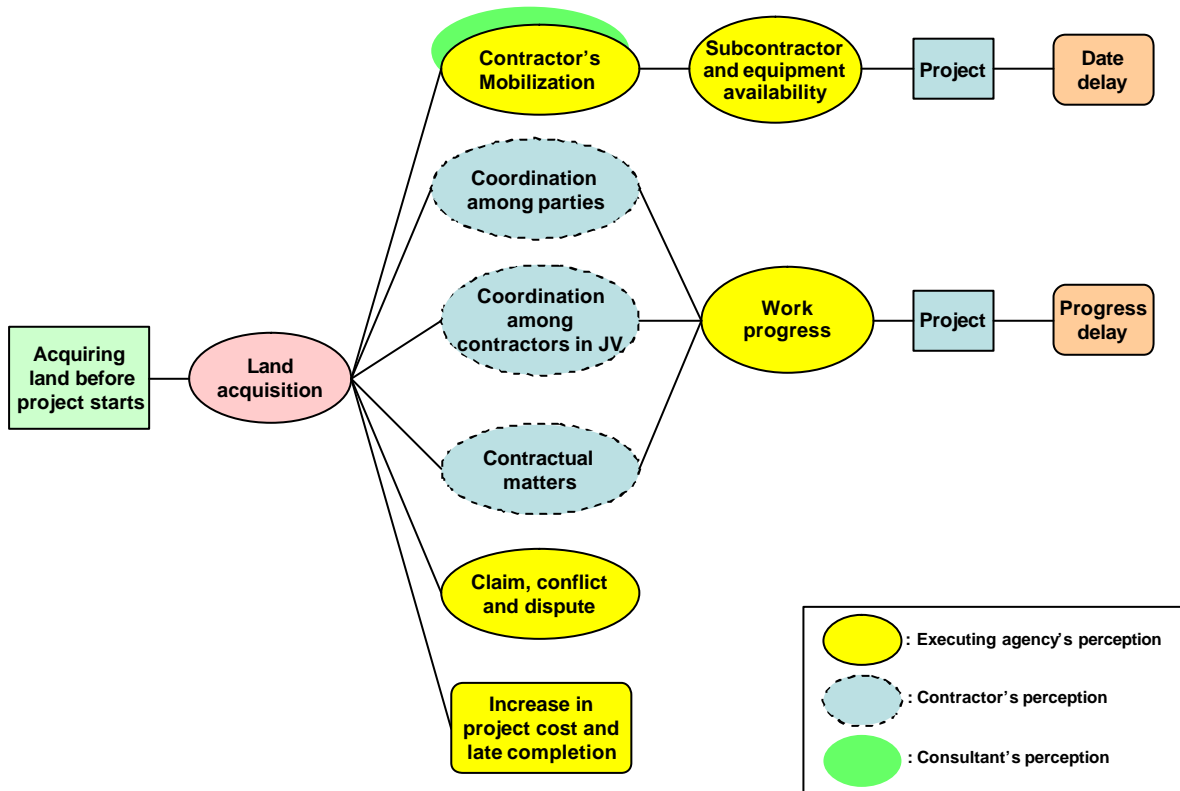 Contractor's
Mobilization
Subcontractor
and equipment
availability
Project
Date
delay
Coordination
among parties
Coordination
among
contractors in JV
Work
progress
Project
Progress
delay
Acquiring
land before
project starts
Land
acquisition
Contractual
matters
Claim, conflict
and dispute
Increase in
project cost and
late completion
: Executing agency's perception
: Contractor's perception
: Consultant's perception